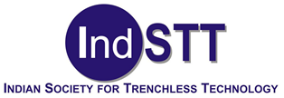 IndSTT
INDIAN SOCIETY FOR TRENCHLESS TECHNOLOGY